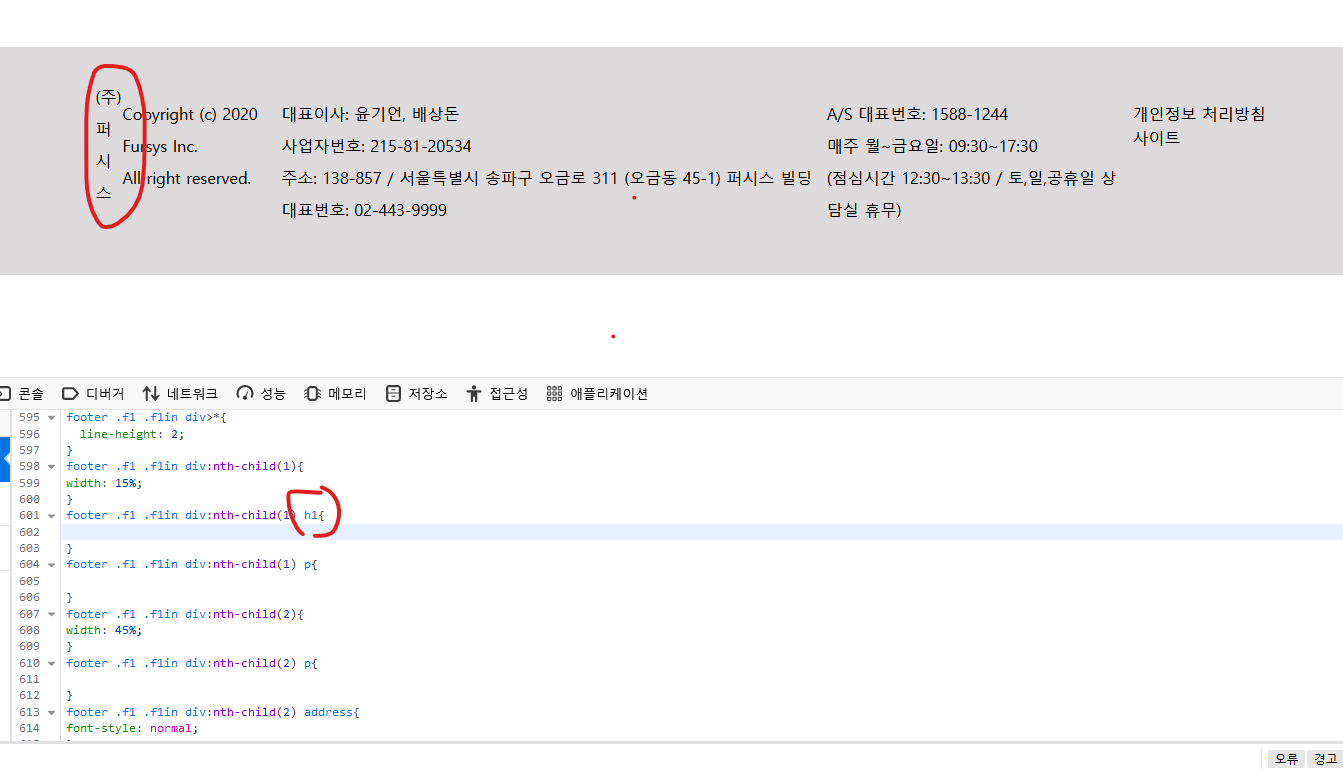 (주)
퍼
시
스
Copyright (c) 2020
Fursys Inc.
All right reserved.
대표이사: 윤기언, 배상돈
사업자번호: 215-81-20534
주소: 138-857 / 서울특별시 송파구 오금로 311 (오금동 45-1) 퍼시스 빌딩
대표번호: 02-443-9999
A/S 대표번호: 1588-1244
매주 월~금요일: 09:30~17:30
(점심시간 12:30~13:30 / 토,일,공휴일 상
담실 휴무)
개인정보 처리방침
사이트
콘솔 디버거 네트워크 성능 메모리 저장소 접근성 애플리케이션
595 footer .f1 .f1in div>*{
596 line-height: 2;
597 }
598 footer .f1 .f1in div:nth-child(1){
599 width: 15%;
600 }
601 footer .f1 .f1in div:nth-child(1) h1{
602
603 }
604 footer .f1 .f1in div:nth-child(1) p{
605
606 }
607 footer .f1 .f1in div:nth-child(2){
608 width: 45%;
609 }
610 footer .f1 .f1in div:nth-child(2) p{
611
612 }
613 footer .f1 .f1in div:nth-child(2) address{
614 font-style: normal;
오류 경고